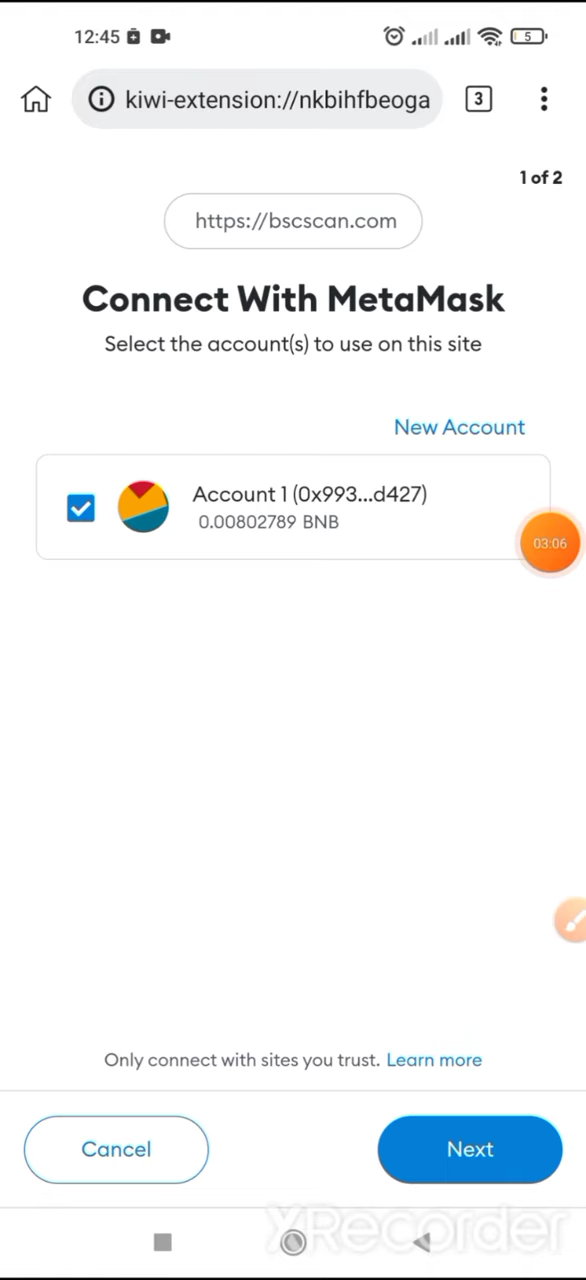 12:45
5
kiwi-extension://nkbihfbeoga
3
1 of 2
https://bscscan.com
Connect With MetaMask
Select the account(s) to use on this site
New Account
Account 1 (0x993...d427)
0.00802789 BNB
03:06
Only connect with sites you trust. Learn more
Cancel
Next
XRecorder